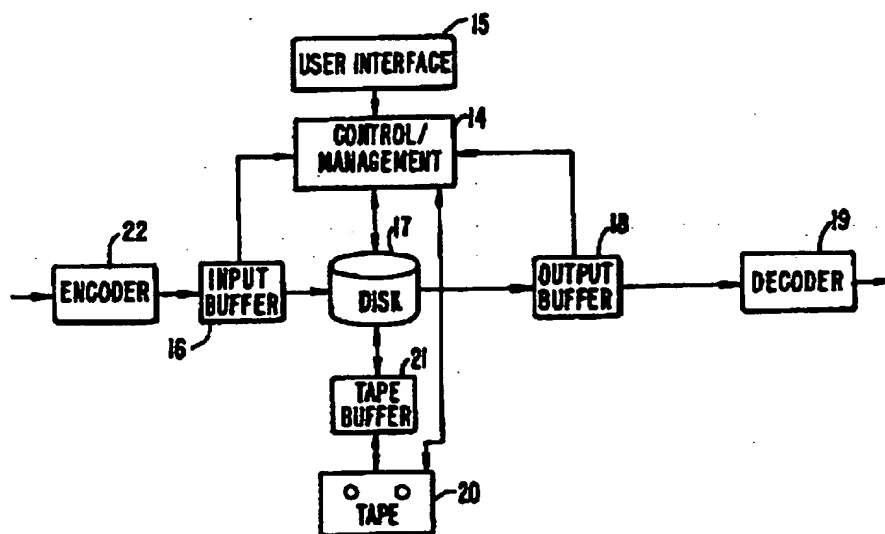 15
USER INTERFACE
14
CONTROL/
MANAGEMENT
22
ENCODER
INPUT
BUFFER
16
17
DISK
18
OUTPUT
BUFFER
19
DECODER
21
TAPE
BUFFER
TAPE
20